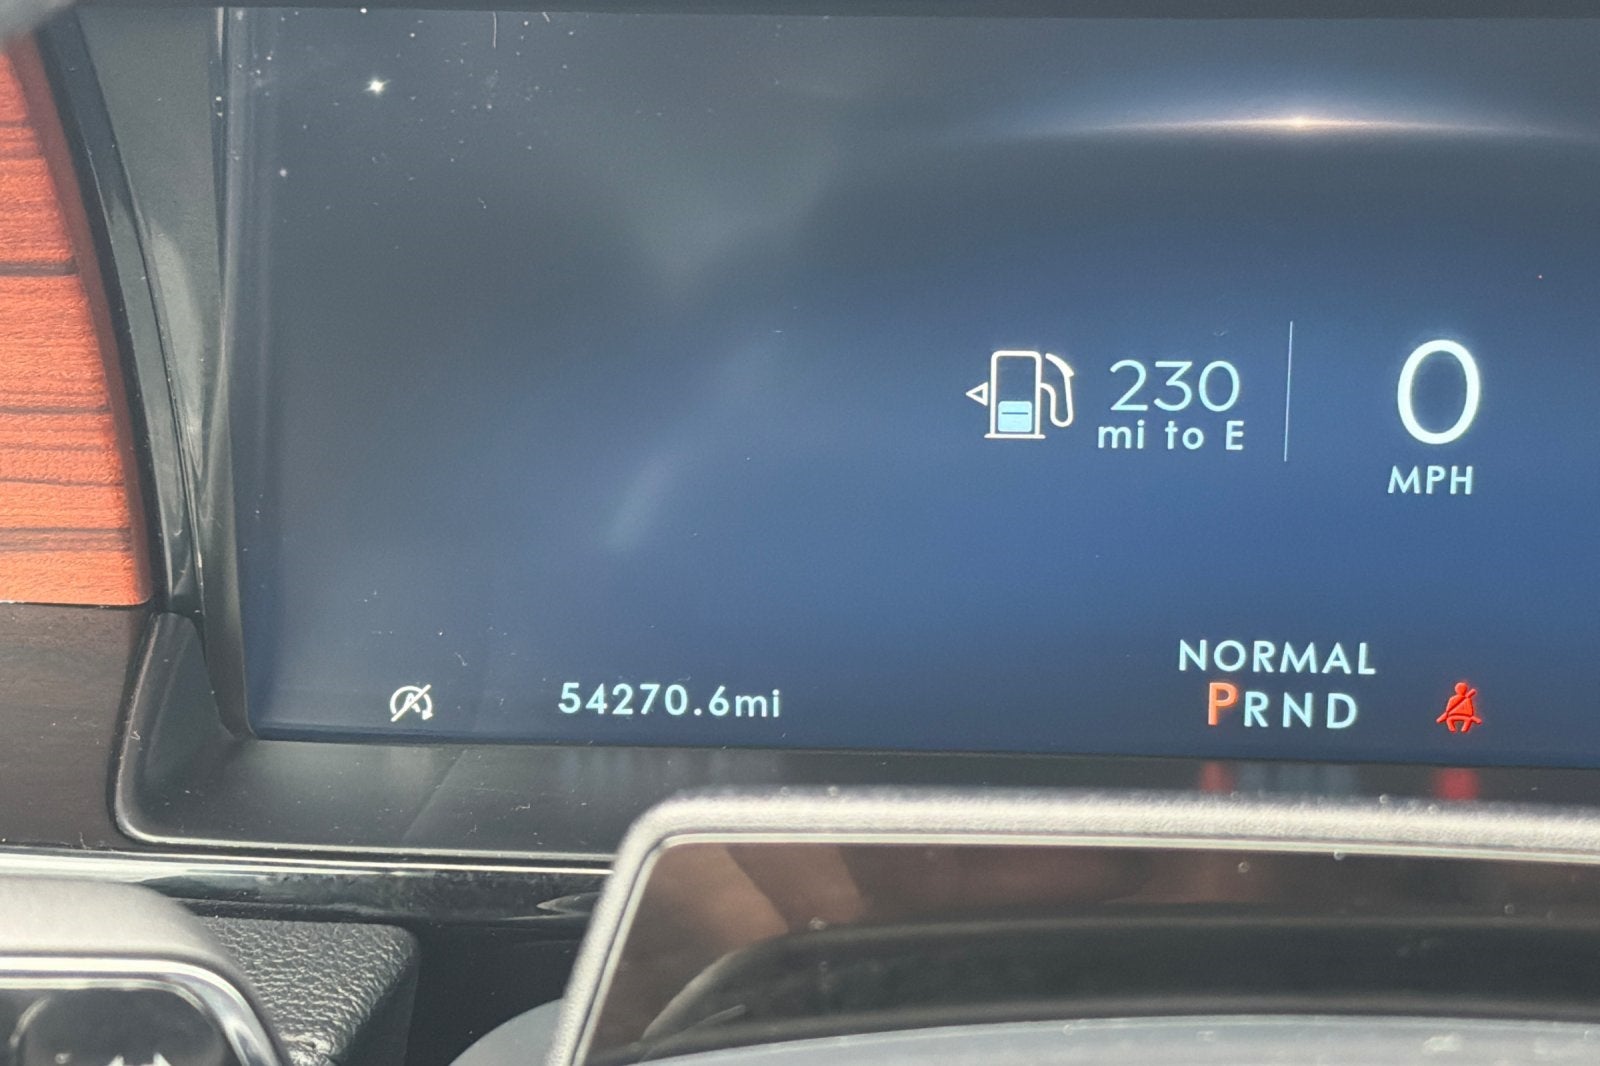 230
mi to E
0
MPH
NORMAL
PRND
54270.6mi